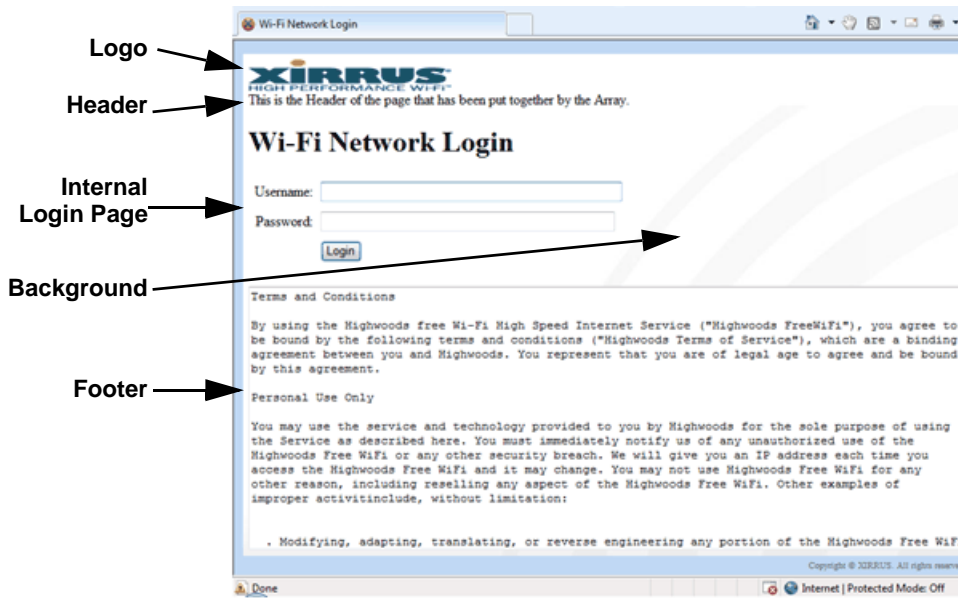 Wi-Fi Network Login
Logo
XIRRUS
HIGH PERFORMANCE WI-FI
Header
This is the Header of the page that has been put together by the Array.
Wi-Fi Network Login
Internal
Login Page
Username:
Password:
Login
Background
Terms and Conditions
By using the Highwoods free Wi-Fi High Speed Internet Service ("Highwoods FreeWiFi"), you agree to
be bound by the following terms and conditions ("Highwoods Terms of Service"), which are a binding
agreement between you and Highwoods. You represent that you are of legal age to agree and be bound
by this agreement.
Footer
Personal Use Only
You may use the service and technology provided to you by Highwoods for the sole purpose of using
the Service as described here. You must immediately notify us of any unauthorized use of the
Highwoods Free WiFi or any other security breach. We will give you an IP address each time you
access the Highwoods Free WiFi and it may change. You may not use Highwoods Free WiFi for any
other reason, including reselling any aspect of the Highwoods Free WiFi. Other examples of
improper activitinclude, without limitation:
. Modifying, adapting, translating, or reverse engineering any portion of the Highwoods Free WiF
Copyright © XIRRUS. All rights reserve
Done
Internet | Protected Mode: Off